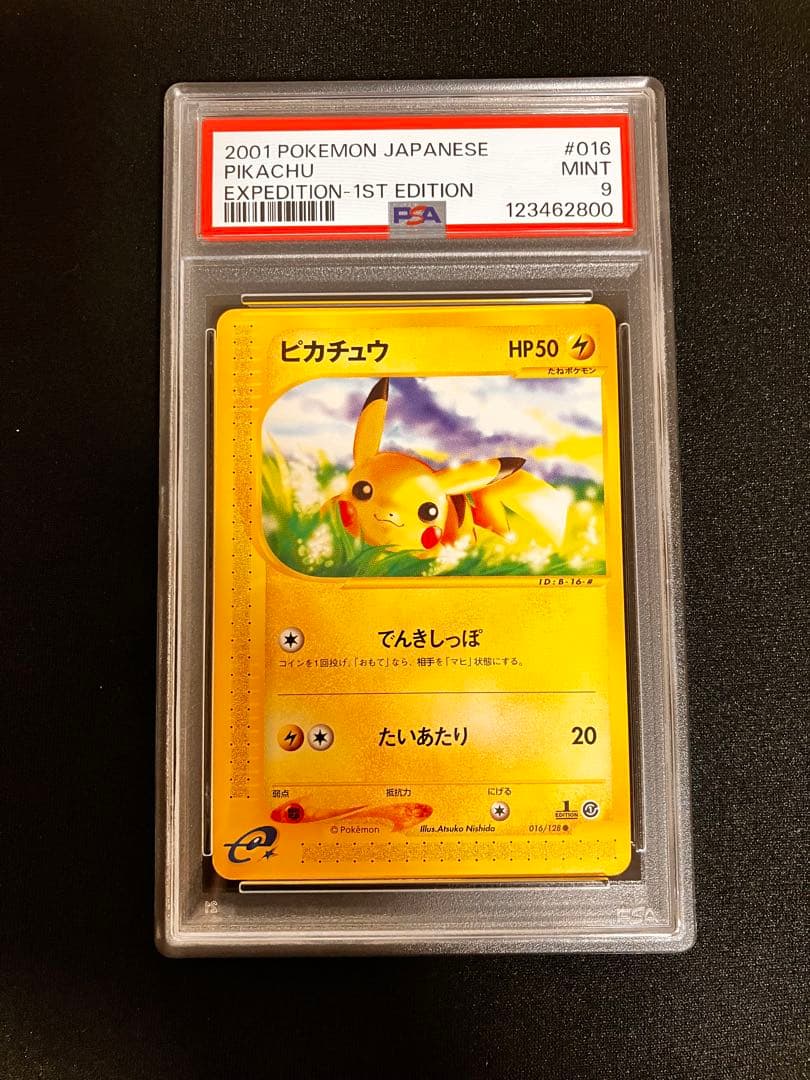 2001 POKEMON JAPANESE #016
PIKACHU MINT
EXPEDITION-1ST EDITION 9
PSA 123462800
ピカチュウ HP50
たねポケモン
ID:B-16-#
でんきしっぽ
コインを1回投げ、「おもて」なら、相手を「マヒ」状態にする。
たいあたり 20
弱点 抵抗力 にげる
1
EDITION
© Pokémon Illus.Atsuko Nishida 016/128 ●
e
PSA